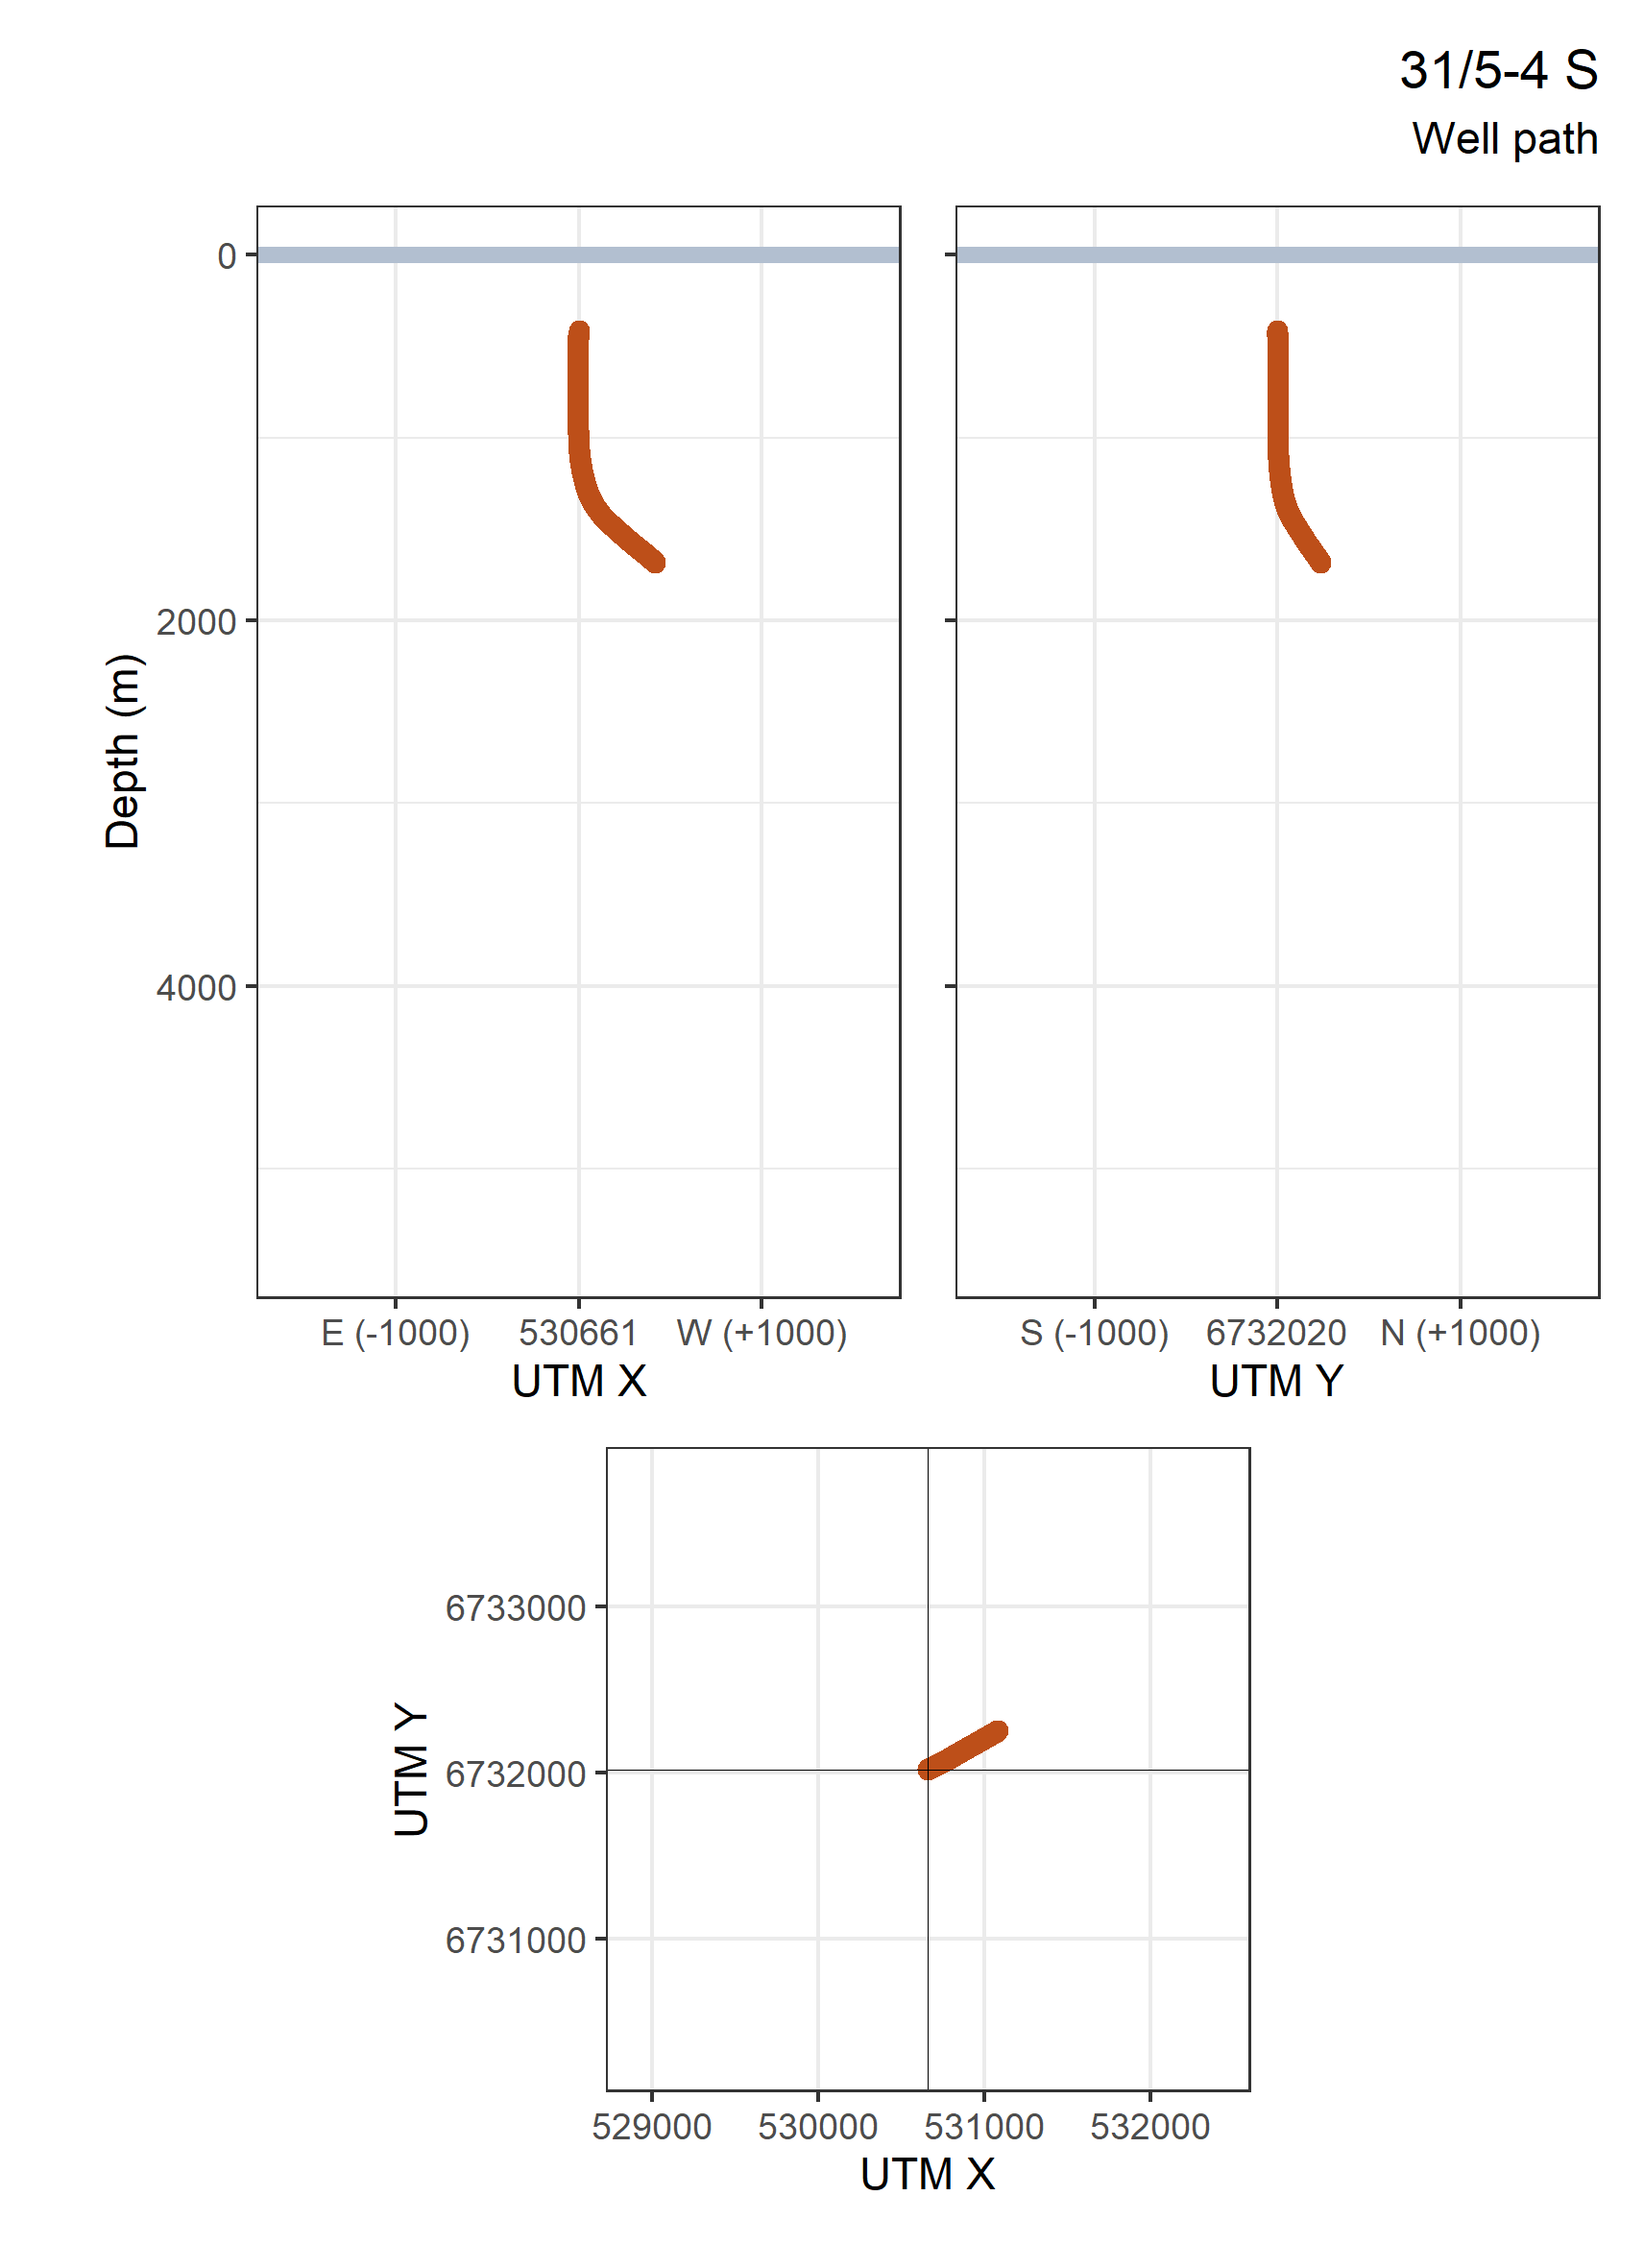 31/5-4 S
Well path
0
2000
4000
Depth (m)
E (-1000) 530661 W (+1000)
UTM X
S (-1000) 6732020 N (+1000)
UTM Y
6733000
6732000
6731000
UTM Y
529000 530000 531000 532000
UTM X